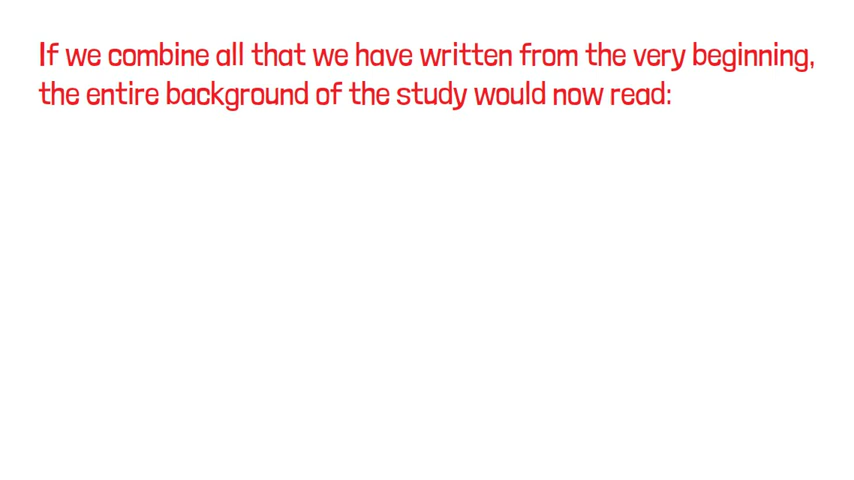 If we combine all that we have written from the very beginning,
the entire background of the study would now read: